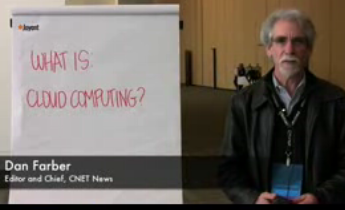 Joyent
WHAT IS:
CLOUD COMPUTING?
Dan Farber
Editor and Chief, CNET News